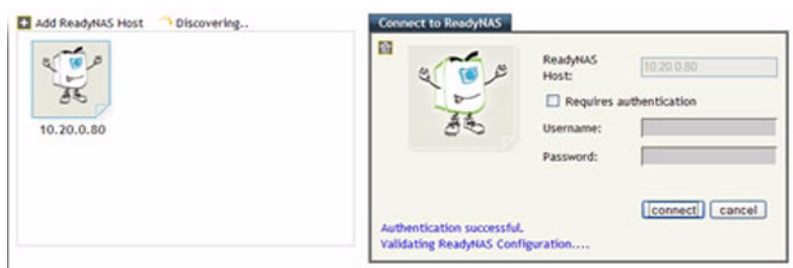 Add ReadyNAS Host Discovering..
10.20.0.80
Connect to ReadyNAS
ReadyNAS
Host:
10.20.0.80
Requires authentication
Username:
Password:
connect cancel
Authentication successful.
Validating ReadyNAS Configuration....